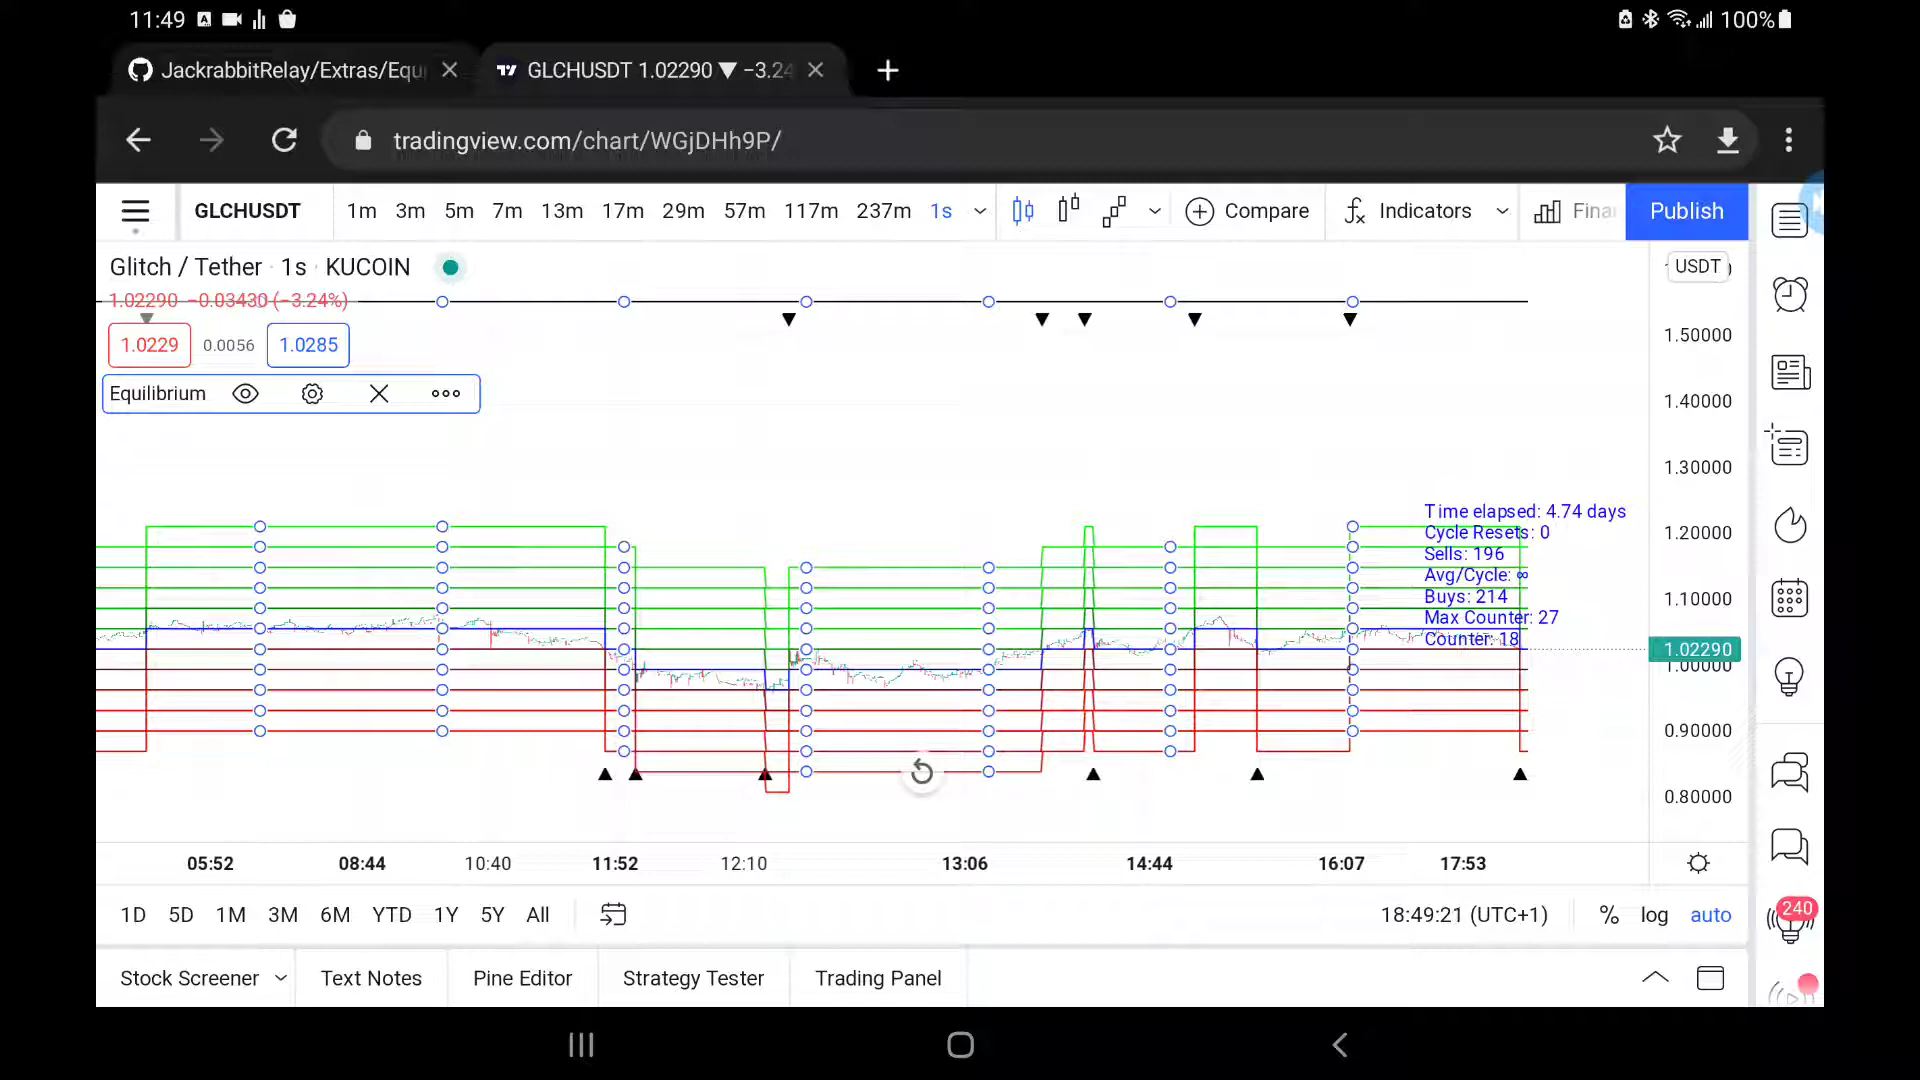 11:49
100%
JackrabbitRelay/Extras/Equ
GLCHUSDT 1.02290 ▼ −3.24
tradingview.com/chart/WGjDHh9P/
GLCHUSDT 1m 3m 5m 7m 13m 17m 29m 57m 117m 237m 1s Compare Indicators Fina Publish
Glitch / Tether · 1s · KUCOIN
USDT
1.02290 −0.03430 (−3.24%)
1.0229 0.0056 1.0285
Equilibrium
1.50000
1.40000
1.30000
1.20000
1.10000
1.02290
1.00000
0.90000
0.80000
Time elapsed: 4.74 days
Cycle Resets: 0
Sells: 196
Avg/Cycle: ∞
Buys: 214
Max Counter: 27
Counter: 18
05:52 08:44 10:40 11:52 12:10 13:06 14:44 16:07 17:53
1D 5D 1M 3M 6M YTD 1Y 5Y All
18:49:21 (UTC+1) % log auto
240
Stock Screener Text Notes Pine Editor Strategy Tester Trading Panel